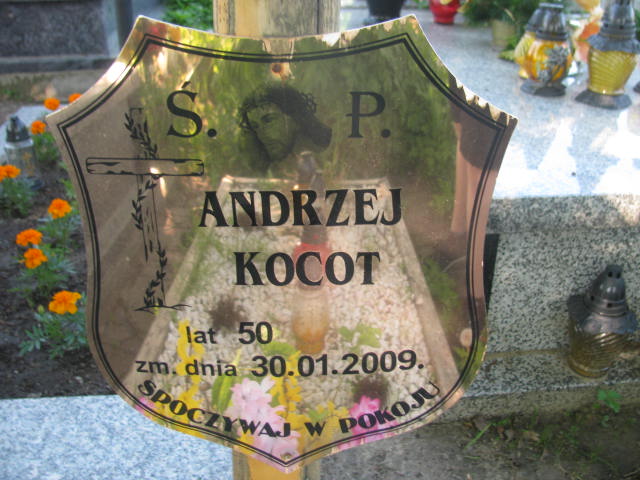 Ś. P.
ANDRZEJ
KOCOT
lat 50
zm. dnia 30.01.2009.
SPOCZYWAJ W POKOJU